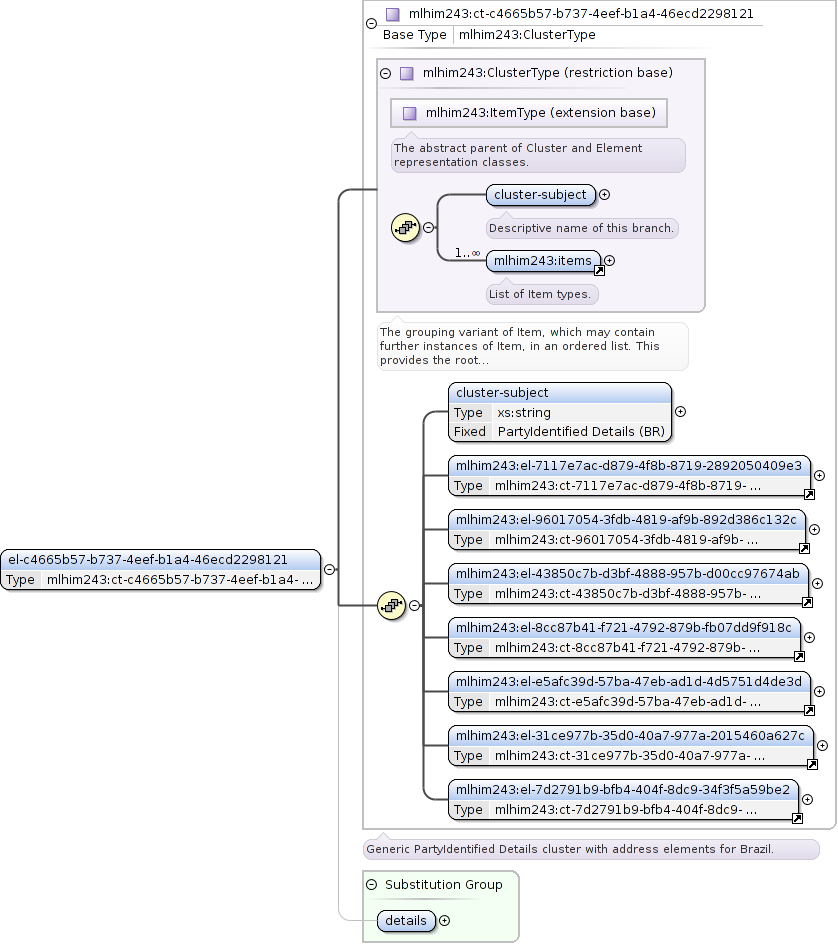 mlhim243:ct-c4665b57-b737-4eef-b1a4-46ecd2298121
Base Type mlhim243:ClusterType
mlhim243:ClusterType (restriction base)
mlhim243:ItemType (extension base)
The abstract parent of Cluster and Element
representation classes.
cluster-subject
Descriptive name of this branch.
1..∞
mlhim243:items
List of Item types.
The grouping variant of Item, which may contain
further instances of Item, in an ordered list. This
provides the root...
cluster-subject
Type xs:string
Fixed PartyIdentified Details (BR)
mlhim243:el-7117e7ac-d879-4f8b-8719-2892050409e3
Type mlhim243:ct-7117e7ac-d879-4f8b-8719- ...
mlhim243:el-96017054-3fdb-4819-af9b-892d386c132c
Type mlhim243:ct-96017054-3fdb-4819-af9b- ...
el-c4665b57-b737-4eef-b1a4-46ecd2298121
Type mlhim243:ct-c4665b57-b737-4eef-b1a4- ...
mlhim243:el-43850c7b-d3bf-4888-957b-d00cc97674ab
Type mlhim243:ct-43850c7b-d3bf-4888-957b- ...
mlhim243:el-8cc87b41-f721-4792-879b-fb07dd9f918c
Type mlhim243:ct-8cc87b41-f721-4792-879b- ...
mlhim243:el-e5afc39d-57ba-47eb-ad1d-4d5751d4de3d
Type mlhim243:ct-e5afc39d-57ba-47eb-ad1d- ...
mlhim243:el-31ce977b-35d0-40a7-977a-2015460a627c
Type mlhim243:ct-31ce977b-35d0-40a7-977a- ...
mlhim243:el-7d2791b9-bfb4-404f-8dc9-34f3f5a59be2
Type mlhim243:ct-7d2791b9-bfb4-404f-8dc9- ...
Generic PartyIdentified Details cluster with address elements for Brazil.
Substitution Group
details